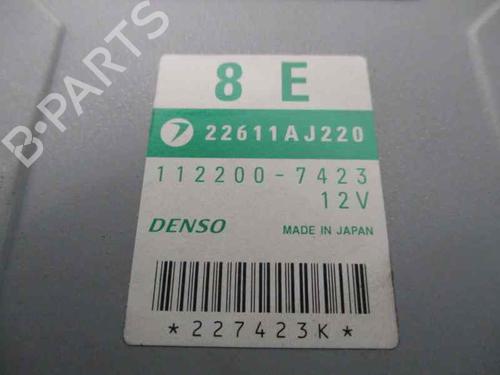 B-PARTS
8 E
22611AJ220
112200-7423
12V
DENSO MADE IN JAPAN
*227423K*